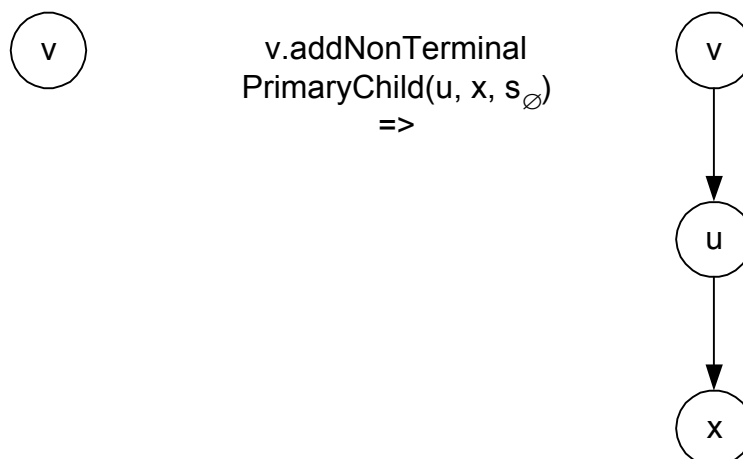 v
v.addNonTerminal
PrimaryChild(u, x, s∅)
=>
v
u
x